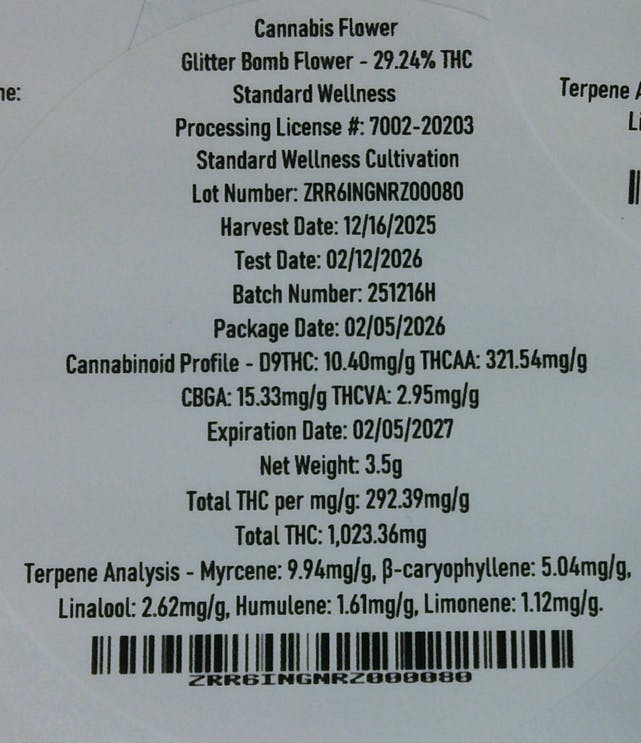 Cannabis Flower
Glitter Bomb Flower - 29.24% THC
Standard Wellness
Processing License #: 7002-20203
Standard Wellness Cultivation
Lot Number: ZRR6INGNRZ00080
Harvest Date: 12/16/2025
Test Date: 02/12/2026
Batch Number: 251216H
Package Date: 02/05/2026
Cannabinoid Profile - D9THC: 10.40mg/g THCAA: 321.54mg/g
CBGA: 15.33mg/g THCVA: 2.95mg/g
Expiration Date: 02/05/2027
Net Weight: 3.5g
Total THC per mg/g: 292.39mg/g
Total THC: 1,023.36mg
Terpene Analysis - Myrcene: 9.94mg/g, β-caryophyllene: 5.04mg/g,
Linalool: 2.62mg/g, Humulene: 1.61mg/g, Limonene: 1.12mg/g.
ZRR6INGNRZ000080
ne:
Terpene A
Li